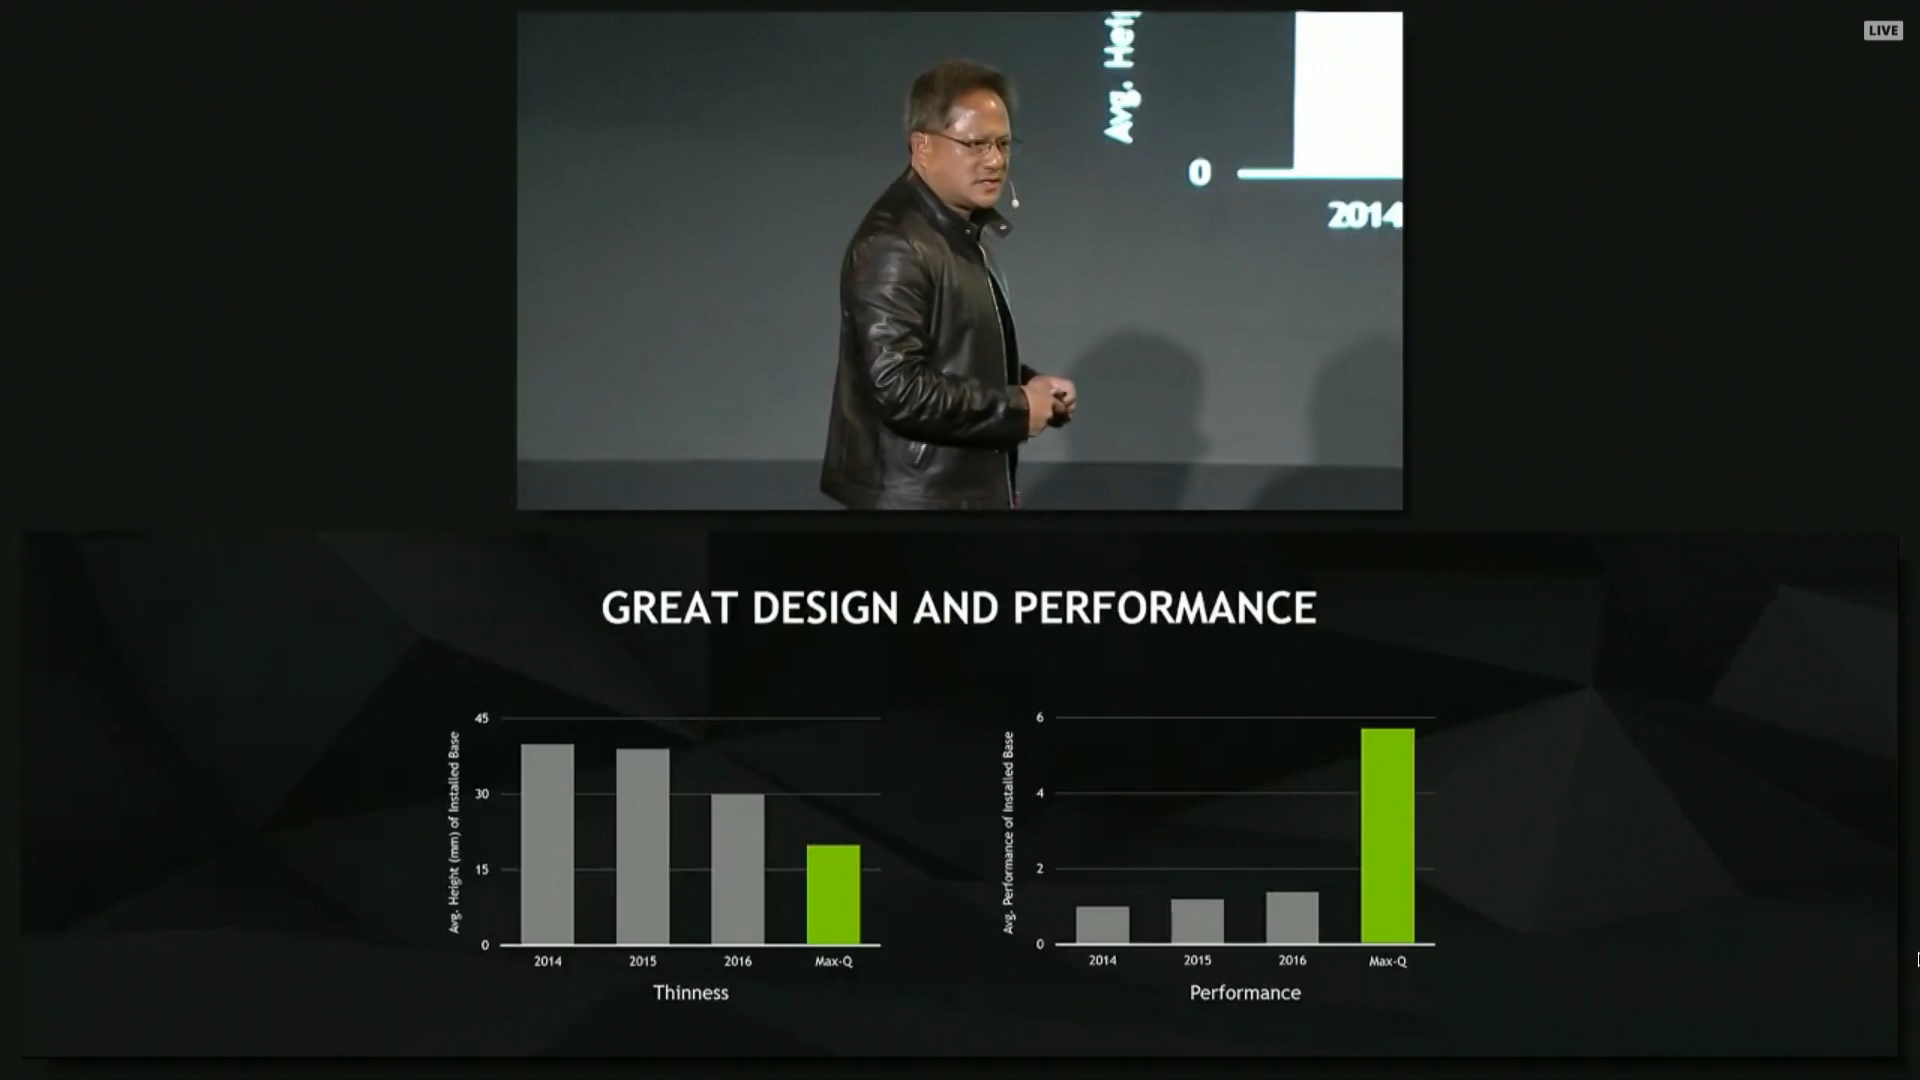 LIVE
Avg. Hei
0
2014
GREAT DESIGN AND PERFORMANCE
Avg. Height (mm) of Installed Base
45
30
15
0
2014 2015 2016 Max-Q
Thinness
Avg. Performance of Installed Base
6
4
2
0
2014 2015 2016 Max-Q
Performance